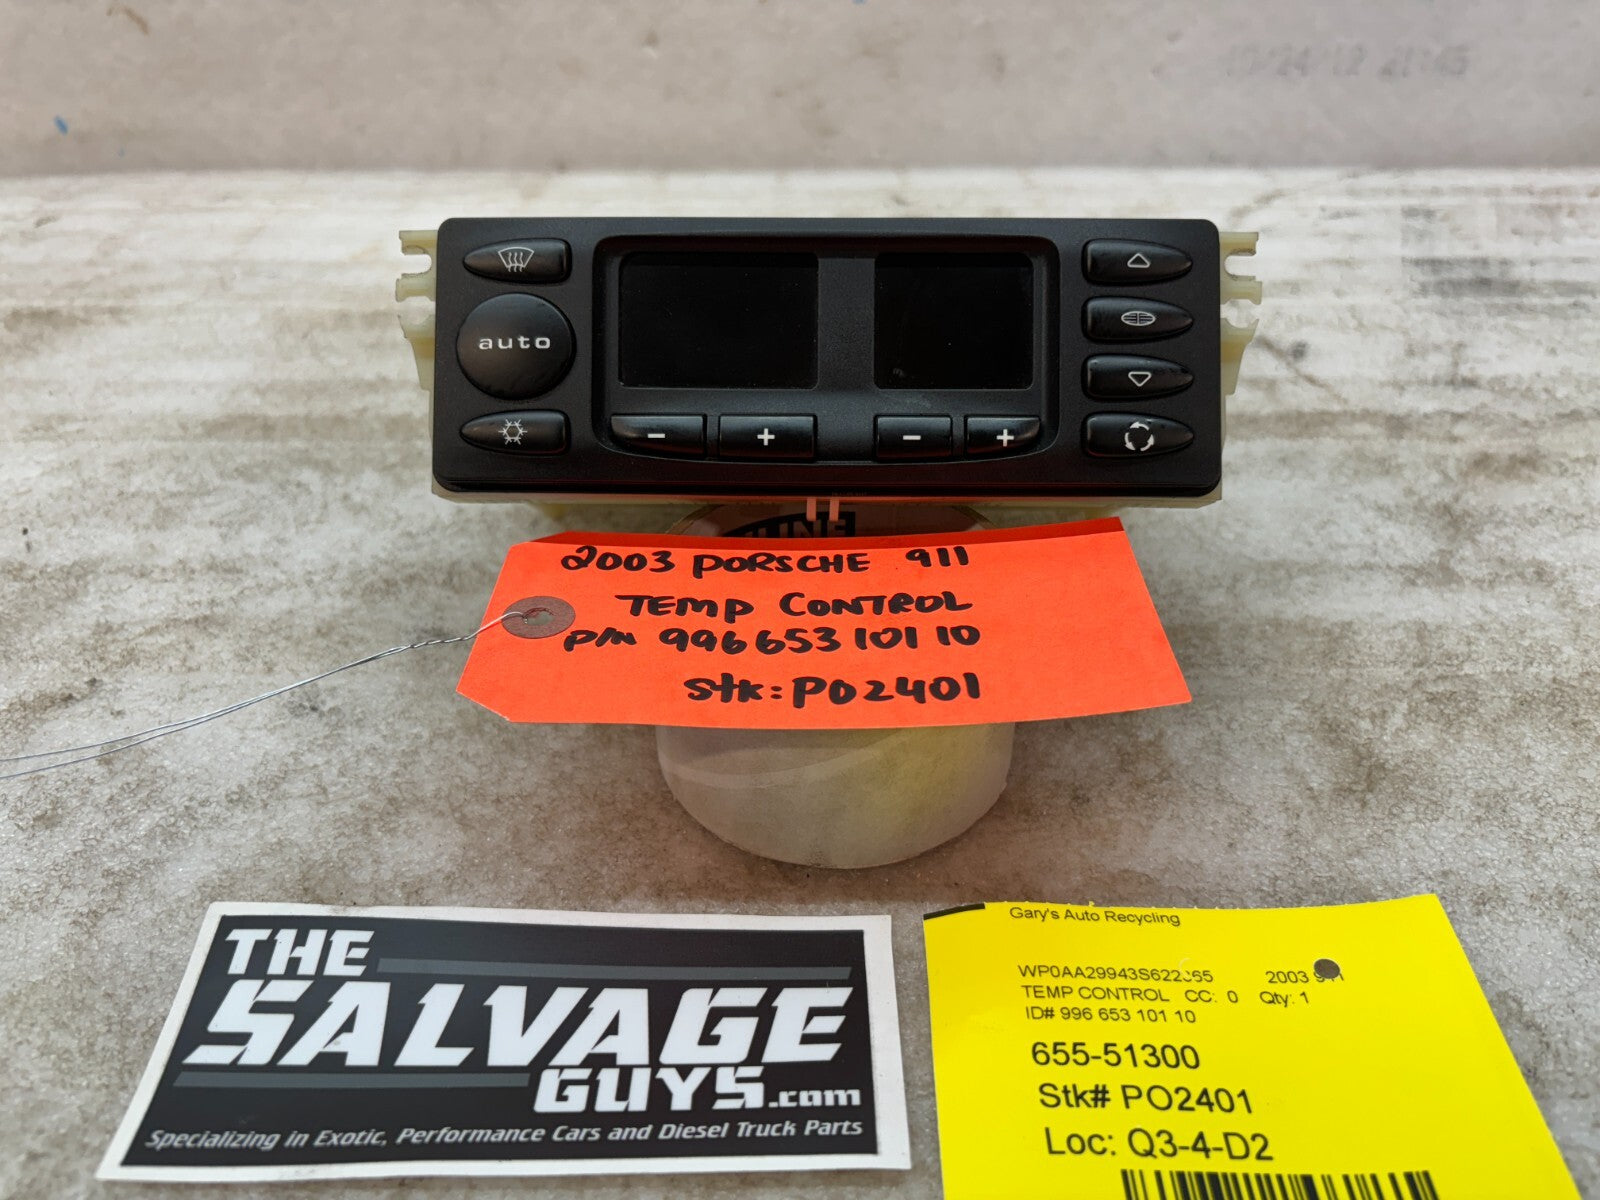 auto
- + - +
2003 PORSCHE 911
TEMP CONTROL
P/N 996 653 101 10
Stk: PO2401
THE
SALVAGE
GUYS.com
Specializing in Exotic, Performance Cars and Diesel Truck Parts
Gary's Auto Recycling
2003
TEMP CONTROL CC: 0 Qty: 1
ID# 996 653 101 10
655-51300
Stk# PO2401
Loc: Q3-4-D2